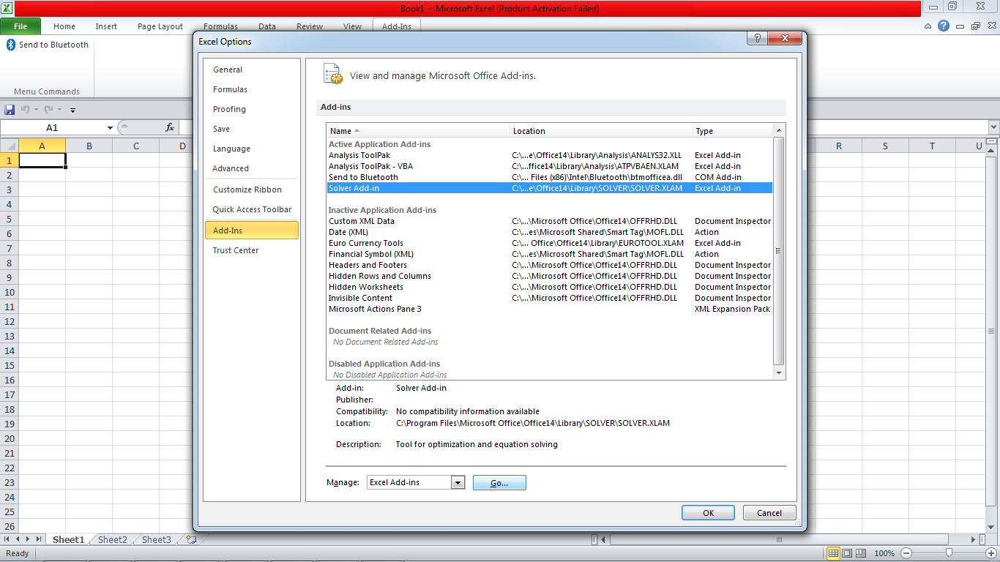 Book1 - Microsoft Excel (Product Activation Failed)
File Home Insert Page Layout Formulas Data Review View Add-Ins
Send to Bluetooth
Menu Commands
A1 fx
A B C D R S T U
1
2
3
4
5
6
7
8
9
10
11
12
13
14
15
16
17
18
19
20
21
22
23
24
25
26
Excel Options
General
Formulas
Proofing
Save
Language
Advanced
Customize Ribbon
Quick Access Toolbar
Add-Ins
Trust Center
View and manage Microsoft Office Add-ins.
Add-ins
Name Location Type
Active Application Add-ins
Analysis ToolPak C:\...e\Office14\Library\Analysis\ANALYS32.XLL Excel Add-in
Analysis ToolPak - VBA C:\...ffice14\Library\Analysis\ATPVBAEN.XLAM Excel Add-in
Send to Bluetooth C:\... Files (x86)\Intel\Bluetooth\btmofficea.dll COM Add-in
Solver Add-in C:\...e\Office14\Library\SOLVER\SOLVER.XLAM Excel Add-in
Inactive Application Add-ins
Custom XML Data C:\...\Microsoft Office\Office14\OFFRHD.DLL Document Inspector
Date (XML) C:\...es\Microsoft Shared\Smart Tag\MOFL.DLL Action
Euro Currency Tools C:\... Office\Office14\Library\EUROTOOL.XLAM Excel Add-in
Financial Symbol (XML) C:\...es\Microsoft Shared\Smart Tag\MOFL.DLL Action
Headers and Footers C:\...\Microsoft Office\Office14\OFFRHD.DLL Document Inspector
Hidden Rows and Columns C:\...\Microsoft Office\Office14\OFFRHD.DLL Document Inspector
Hidden Worksheets C:\...\Microsoft Office\Office14\OFFRHD.DLL Document Inspector
Invisible Content C:\...\Microsoft Office\Office14\OFFRHD.DLL Document Inspector
Microsoft Actions Pane 3 XML Expansion Pack
Document Related Add-ins
No Document Related Add-ins
Disabled Application Add-ins
No Disabled Application Add-ins
Add-in: Solver Add-in
Publisher:
Compatibility: No compatibility information available
Location: C:\Program Files\Microsoft Office\Office14\Library\SOLVER\SOLVER.XLAM
Description: Tool for optimization and equation solving
Manage: Excel Add-ins Go...
OK Cancel
Sheet1 Sheet2 Sheet3
Ready 100%